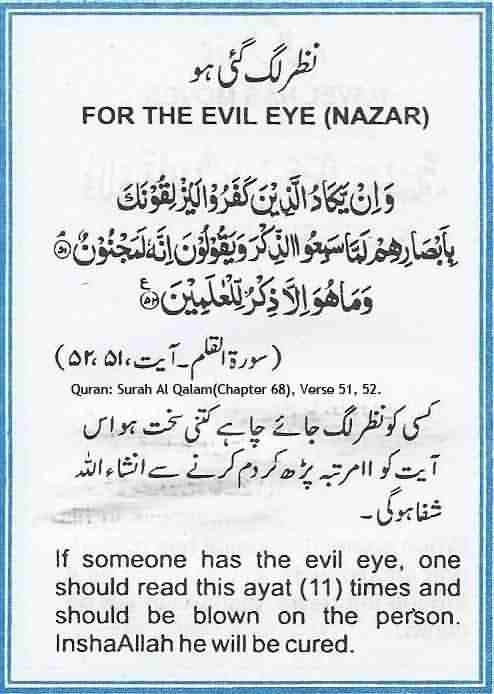 نظر لگ گئی ہو
FOR THE EVIL EYE (NAZAR)
وَاِنْ يَّكَادُ الَّذِيْنَ كَفَرُوْا لَيُزْلِقُوْنَكَ
بِاَبْصَارِهِمْ لَمَّا سَمِعُوا الذِّكْرَ وَيَقُوْلُوْنَ اِنَّهٗ لَمَجْنُوْنٌ ۘ‏﴿۵۱﴾
وَمَا هُوَ اِلَّا ذِكْرٌ لِّلْعٰلَمِيْنَ ﴿۵۲﴾ ع
(سورۃ القلم۔ آیت، ۵۱، ۵۲)
Quran: Surah Al Qalam(Chapter 68), Verse 51, 52.
کسی کو نظر لگ جائے چاہے کتنی سخت ہو اس
آیت کو ۱۱ مرتبہ پڑھ کر دم کرنے سے انشاء اللہ
شفا ہوگی۔
If someone has the evil eye, one
should read this ayat (11) times and
should be blown on the person.
InshaAllah he will be cured.